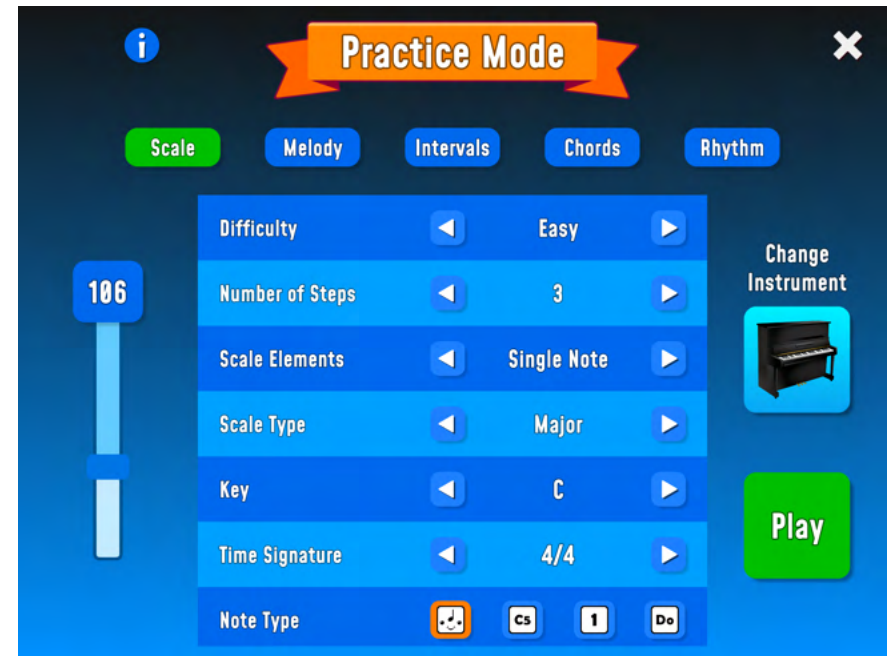 i
Practice Mode
Scale Melody Intervals Chords Rhythm
106
Difficulty Easy
Number of Steps 3
Scale Elements Single Note
Scale Type Major
Key C
Time Signature 4/4
Note Type C5 1 Do
Change
Instrument
Play